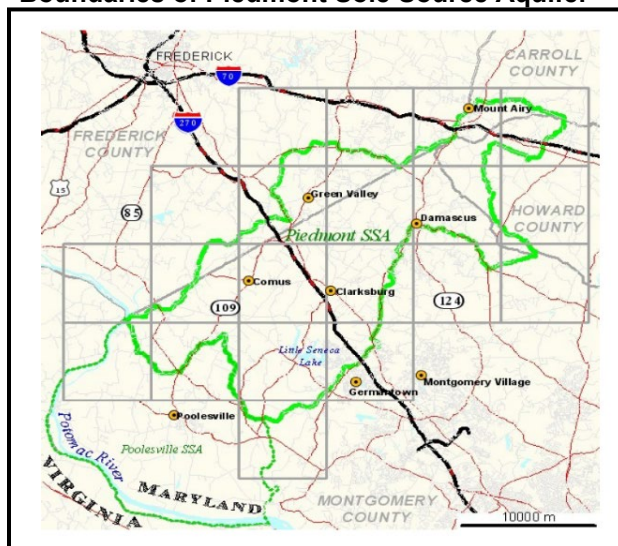 Boundaries of Piedmont Sole Source Aquifer
FREDERICK
CARROLL
COUNTY
70
Mount Airy
270
FREDERICK
COUNTY
15
Green Valley
85
HOWARD
COUNTY
Damascus
Piedmont SSA
Comus
Clarksburg
109
124
Little Seneca
Lake
Germantown
Montgomery Village
Poolesville
Poolesville SSA
Potomac River
VIRGINIA
MARYLAND
MONTGOMERY
COUNTY
10000 m